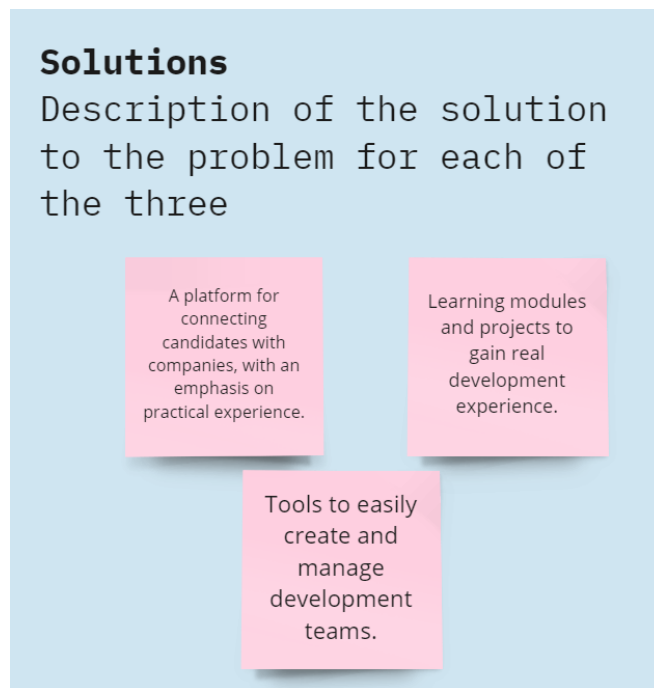 Solutions
Description of the solution
to the problem for each of
the three
A platform for
connecting
candidates with
companies, with an
emphasis on
practical experience.
Learning modules
and projects to
gain real
development
experience.
Tools to easily
create and
manage
development
teams.